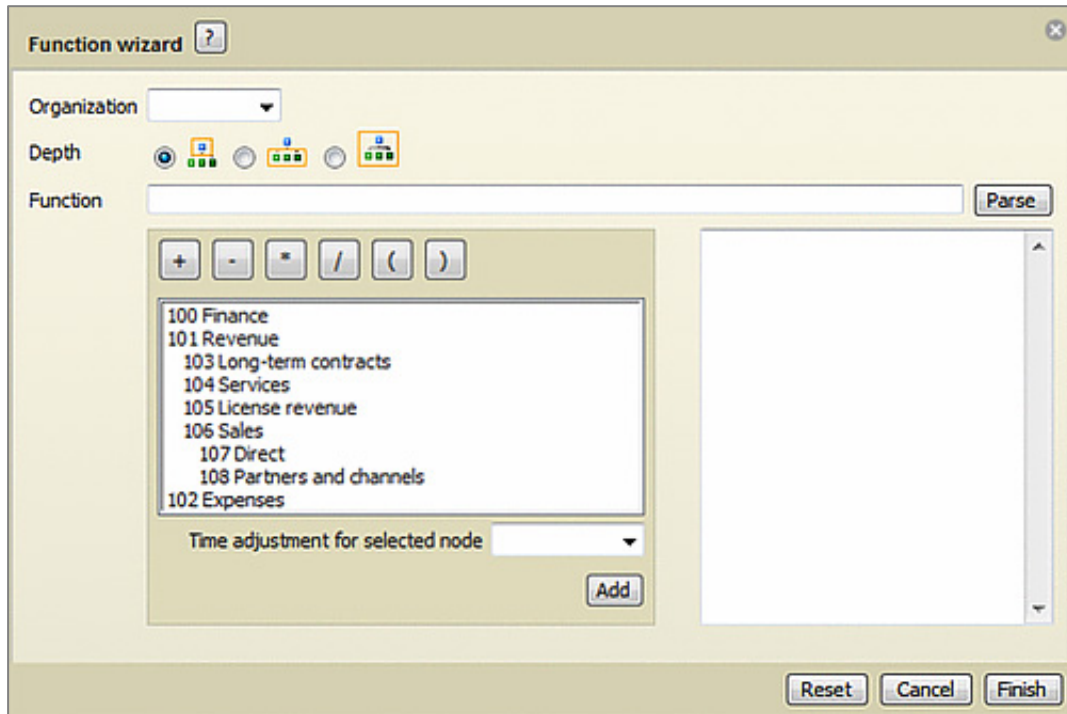 Function wizard ?
Organization
Depth
Function Parse
+ - * / ( )
100 Finance
101 Revenue
103 Long-term contracts
104 Services
105 License revenue
106 Sales
107 Direct
108 Partners and channels
102 Expenses
Time adjustment for selected node
Add
Reset Cancel Finish